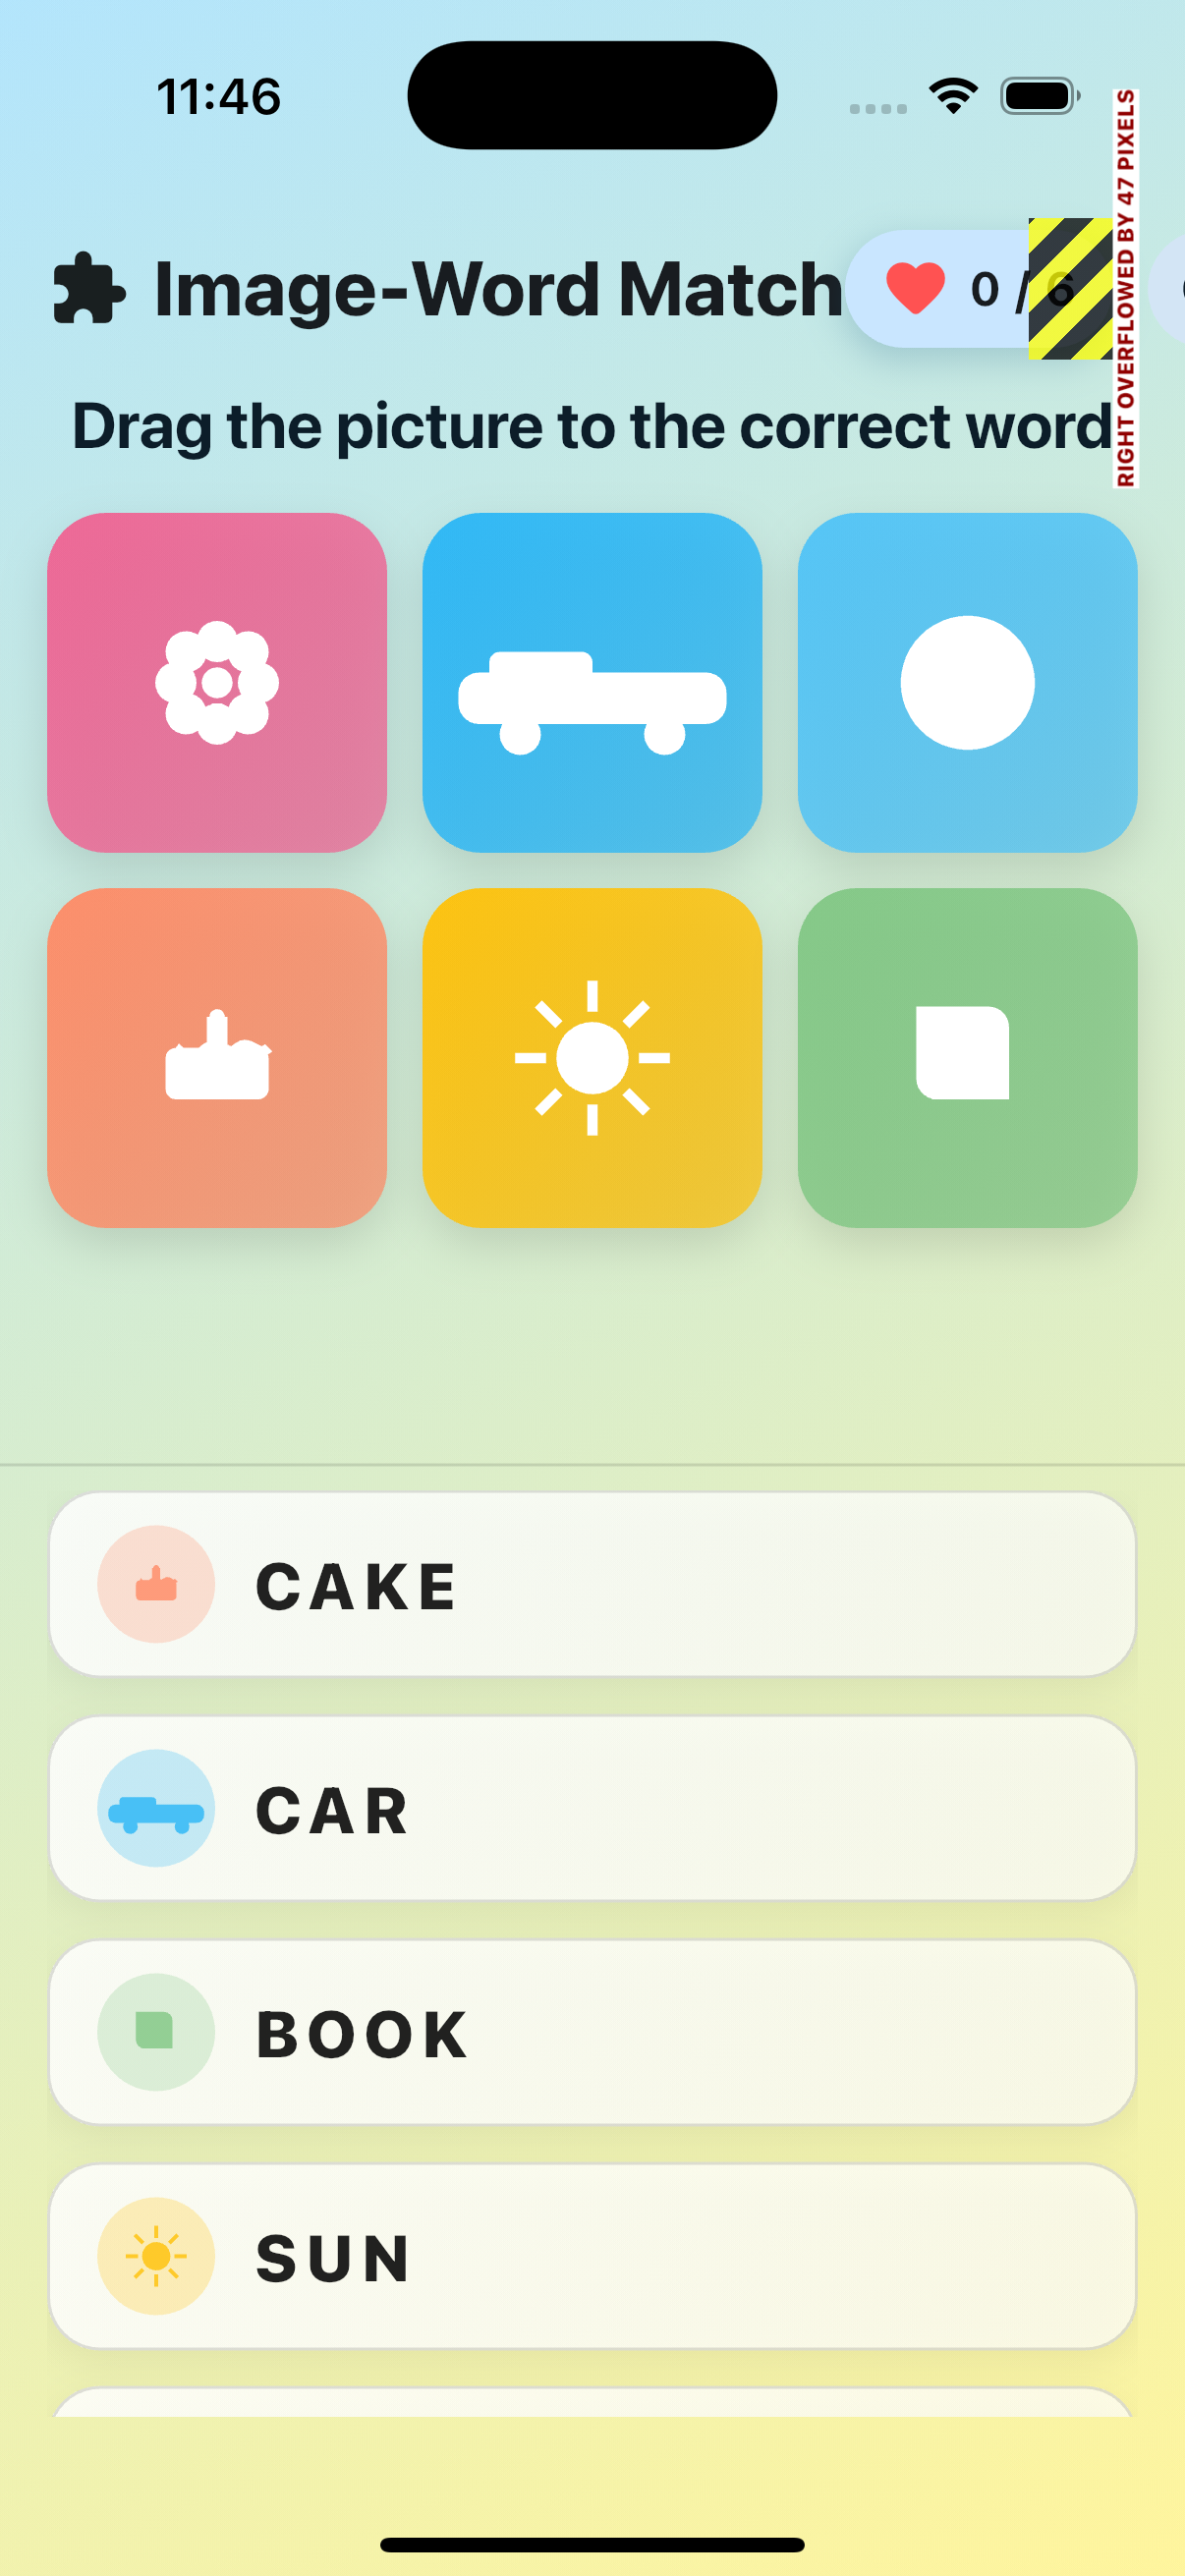 11:46
RIGHT OVERFLOWED BY 47 PIXELS
Image-Word Match
0 / 6
Drag the picture to the correct word
CAKE
CAR
BOOK
SUN